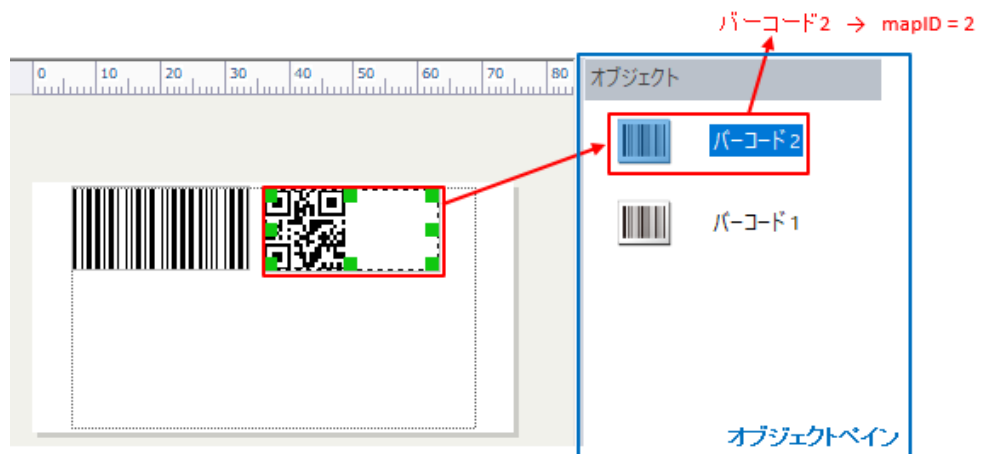 バーコード2 → mapID = 2
0 10 20 30 40 50 60 70 80
オブジェクト
バーコード 2
バーコード 1
オブジェクトペイン